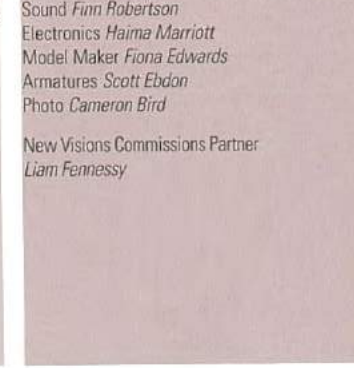 Sound Finn Robertson
Electronics Haima Marriott
Model Maker Fiona Edwards
Armatures Scott Ebdon
Photo Cameron Bird
New Visions Commissions Partner
Liam Fennessy